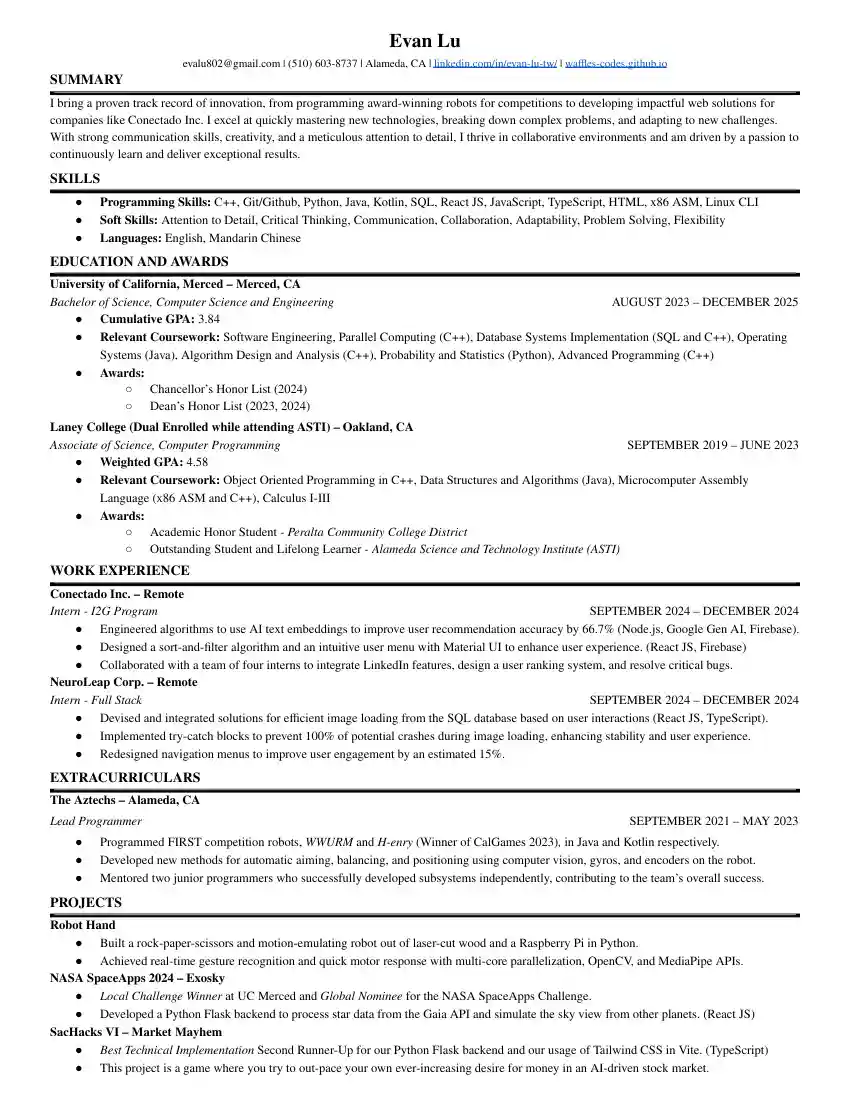 Evan Lu
evalu802@gmail.com | (510) 603-8737 | Alameda, CA | linkedin.com/in/evan-lu-tw/ | waffles-codes.github.io
SUMMARY
I bring a proven track record of innovation, from programming award-winning robots for competitions to developing impactful web solutions for
companies like Conectado Inc. I excel at quickly mastering new technologies, breaking down complex problems, and adapting to new challenges.
With strong communication skills, creativity, and a meticulous attention to detail, I thrive in collaborative environments and am driven by a passion to
continuously learn and deliver exceptional results.
SKILLS
● Programming Skills: C++, Git/Github, Python, Java, Kotlin, SQL, React JS, JavaScript, TypeScript, HTML, x86 ASM, Linux CLI
● Soft Skills: Attention to Detail, Critical Thinking, Communication, Collaboration, Adaptability, Problem Solving, Flexibility
● Languages: English, Mandarin Chinese
EDUCATION AND AWARDS
University of California, Merced – Merced, CA
Bachelor of Science, Computer Science and Engineering AUGUST 2023 – DECEMBER 2025
● Cumulative GPA: 3.84
● Relevant Coursework: Software Engineering, Parallel Computing (C++), Database Systems Implementation (SQL and C++), Operating
Systems (Java), Algorithm Design and Analysis (C++), Probability and Statistics (Python), Advanced Programming (C++)
● Awards:
○ Chancellor's Honor List (2024)
○ Dean's Honor List (2023, 2024)
Laney College (Dual Enrolled while attending ASTI) – Oakland, CA
Associate of Science, Computer Programming SEPTEMBER 2019 – JUNE 2023
● Weighted GPA: 4.58
● Relevant Coursework: Object Oriented Programming in C++, Data Structures and Algorithms (Java), Microcomputer Assembly
Language (x86 ASM and C++), Calculus I-III
● Awards:
○ Academic Honor Student - Peralta Community College District
○ Outstanding Student and Lifelong Learner - Alameda Science and Technology Institute (ASTI)
WORK EXPERIENCE
Conectado Inc. – Remote
Intern - I2G Program SEPTEMBER 2024 – DECEMBER 2024
● Engineered algorithms to use AI text embeddings to improve user recommendation accuracy by 66.7% (Node.js, Google Gen AI, Firebase).
● Designed a sort-and-filter algorithm and an intuitive user menu with Material UI to enhance user experience. (React JS, Firebase)
● Collaborated with a team of four interns to integrate LinkedIn features, design a user ranking system, and resolve critical bugs.
NeuroLeap Corp. – Remote
Intern - Full Stack SEPTEMBER 2024 – DECEMBER 2024
● Devised and integrated solutions for efficient image loading from the SQL database based on user interactions (React JS, TypeScript).
● Implemented try-catch blocks to prevent 100% of potential crashes during image loading, enhancing stability and user experience.
● Redesigned navigation menus to improve user engagement by an estimated 15%.
EXTRACURRICULARS
The Aztechs – Alameda, CA
Lead Programmer SEPTEMBER 2021 – MAY 2023
● Programmed FIRST competition robots, WWURM and H-enry (Winner of CalGames 2023), in Java and Kotlin respectively.
● Developed new methods for automatic aiming, balancing, and positioning using computer vision, gyros, and encoders on the robot.
● Mentored two junior programmers who successfully developed subsystems independently, contributing to the team's overall success.
PROJECTS
Robot Hand
● Built a rock-paper-scissors and motion-emulating robot out of laser-cut wood and a Raspberry Pi in Python.
● Achieved real-time gesture recognition and quick motor response with multi-core parallelization, OpenCV, and MediaPipe APIs.
NASA SpaceApps 2024 – Exosky
● Local Challenge Winner at UC Merced and Global Nominee for the NASA SpaceApps Challenge.
● Developed a Python Flask backend to process star data from the Gaia API and simulate the sky view from other planets. (React JS)
SacHacks VI – Market Mayhem
● Best Technical Implementation Second Runner-Up for our Python Flask backend and our usage of Tailwind CSS in Vite. (TypeScript)
● This project is a game where you try to out-pace your own ever-increasing desire for money in an AI-driven stock market.